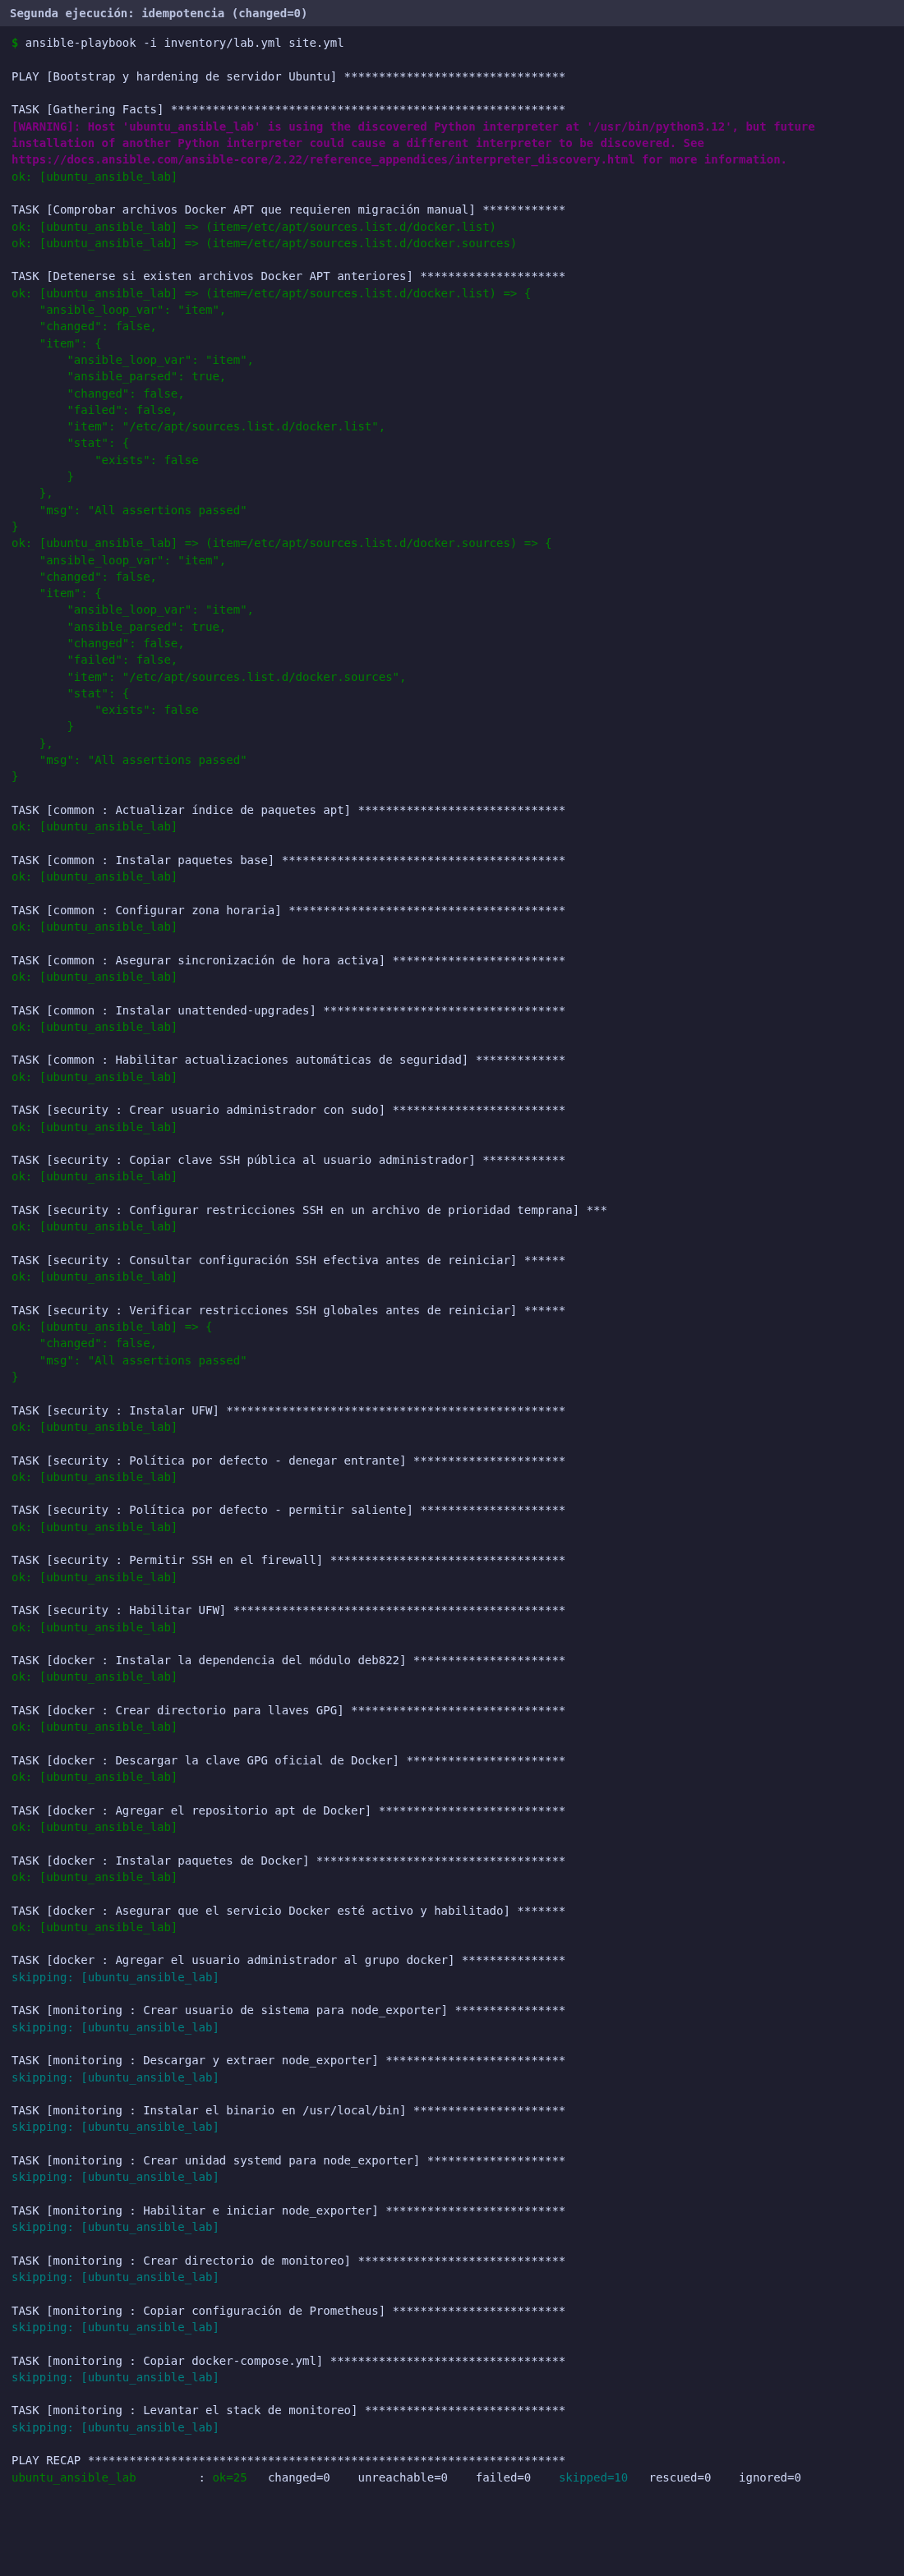 Segunda ejecución: idempotencia (changed=0)
$ ansible-playbook -i inventory/lab.yml site.yml
PLAY [Bootstrap y hardening de servidor Ubuntu] ********************************
TASK [Gathering Facts] *********************************************************
[WARNING]: Host 'ubuntu_ansible_lab' is using the discovered Python interpreter at '/usr/bin/python3.12', but future
installation of another Python interpreter could cause a different interpreter to be discovered. See
https://docs.ansible.com/ansible-core/2.22/reference_appendices/interpreter_discovery.html for more information.
ok: [ubuntu_ansible_lab]
TASK [Comprobar archivos Docker APT que requieren migración manual] ************
ok: [ubuntu_ansible_lab] => (item=/etc/apt/sources.list.d/docker.list)
ok: [ubuntu_ansible_lab] => (item=/etc/apt/sources.list.d/docker.sources)
TASK [Detenerse si existen archivos Docker APT anteriores] *********************
ok: [ubuntu_ansible_lab] => (item=/etc/apt/sources.list.d/docker.list) => {
    "ansible_loop_var": "item",
    "changed": false,
    "item": {
        "ansible_loop_var": "item",
        "ansible_parsed": true,
        "changed": false,
        "failed": false,
        "item": "/etc/apt/sources.list.d/docker.list",
        "stat": {
            "exists": false
        }
    },
    "msg": "All assertions passed"
}
ok: [ubuntu_ansible_lab] => (item=/etc/apt/sources.list.d/docker.sources) => {
    "ansible_loop_var": "item",
    "changed": false,
    "item": {
        "ansible_loop_var": "item",
        "ansible_parsed": true,
        "changed": false,
        "failed": false,
        "item": "/etc/apt/sources.list.d/docker.sources",
        "stat": {
            "exists": false
        }
    },
    "msg": "All assertions passed"
}
TASK [common : Actualizar índice de paquetes apt] ******************************
ok: [ubuntu_ansible_lab]
TASK [common : Instalar paquetes base] *****************************************
ok: [ubuntu_ansible_lab]
TASK [common : Configurar zona horaria] ****************************************
ok: [ubuntu_ansible_lab]
TASK [common : Asegurar sincronización de hora activa] *************************
ok: [ubuntu_ansible_lab]
TASK [common : Instalar unattended-upgrades] ***********************************
ok: [ubuntu_ansible_lab]
TASK [common : Habilitar actualizaciones automáticas de seguridad] *************
ok: [ubuntu_ansible_lab]
TASK [security : Crear usuario administrador con sudo] *************************
ok: [ubuntu_ansible_lab]
TASK [security : Copiar clave SSH pública al usuario administrador] ************
ok: [ubuntu_ansible_lab]
TASK [security : Configurar restricciones SSH en un archivo de prioridad temprana] ***
ok: [ubuntu_ansible_lab]
TASK [security : Consultar configuración SSH efectiva antes de reiniciar] ******
ok: [ubuntu_ansible_lab]
TASK [security : Verificar restricciones SSH globales antes de reiniciar] ******
ok: [ubuntu_ansible_lab] => {
    "changed": false,
    "msg": "All assertions passed"
}
TASK [security : Instalar UFW] *************************************************
ok: [ubuntu_ansible_lab]
TASK [security : Política por defecto - denegar entrante] **********************
ok: [ubuntu_ansible_lab]
TASK [security : Política por defecto - permitir saliente] *********************
ok: [ubuntu_ansible_lab]
TASK [security : Permitir SSH en el firewall] **********************************
ok: [ubuntu_ansible_lab]
TASK [security : Habilitar UFW] ************************************************
ok: [ubuntu_ansible_lab]
TASK [docker : Instalar la dependencia del módulo deb822] **********************
ok: [ubuntu_ansible_lab]
TASK [docker : Crear directorio para llaves GPG] *******************************
ok: [ubuntu_ansible_lab]
TASK [docker : Descargar la clave GPG oficial de Docker] ***********************
ok: [ubuntu_ansible_lab]
TASK [docker : Agregar el repositorio apt de Docker] ***************************
ok: [ubuntu_ansible_lab]
TASK [docker : Instalar paquetes de Docker] ************************************
ok: [ubuntu_ansible_lab]
TASK [docker : Asegurar que el servicio Docker esté activo y habilitado] *******
ok: [ubuntu_ansible_lab]
TASK [docker : Agregar el usuario administrador al grupo docker] ***************
skipping: [ubuntu_ansible_lab]
TASK [monitoring : Crear usuario de sistema para node_exporter] ****************
skipping: [ubuntu_ansible_lab]
TASK [monitoring : Descargar y extraer node_exporter] **************************
skipping: [ubuntu_ansible_lab]
TASK [monitoring : Instalar el binario en /usr/local/bin] **********************
skipping: [ubuntu_ansible_lab]
TASK [monitoring : Crear unidad systemd para node_exporter] ********************
skipping: [ubuntu_ansible_lab]
TASK [monitoring : Habilitar e iniciar node_exporter] **************************
skipping: [ubuntu_ansible_lab]
TASK [monitoring : Crear directorio de monitoreo] ******************************
skipping: [ubuntu_ansible_lab]
TASK [monitoring : Copiar configuración de Prometheus] *************************
skipping: [ubuntu_ansible_lab]
TASK [monitoring : Copiar docker-compose.yml] **********************************
skipping: [ubuntu_ansible_lab]
TASK [monitoring : Levantar el stack de monitoreo] *****************************
skipping: [ubuntu_ansible_lab]
PLAY RECAP *********************************************************************
ubuntu_ansible_lab         : ok=25   changed=0    unreachable=0    failed=0    skipped=10   rescued=0    ignored=0